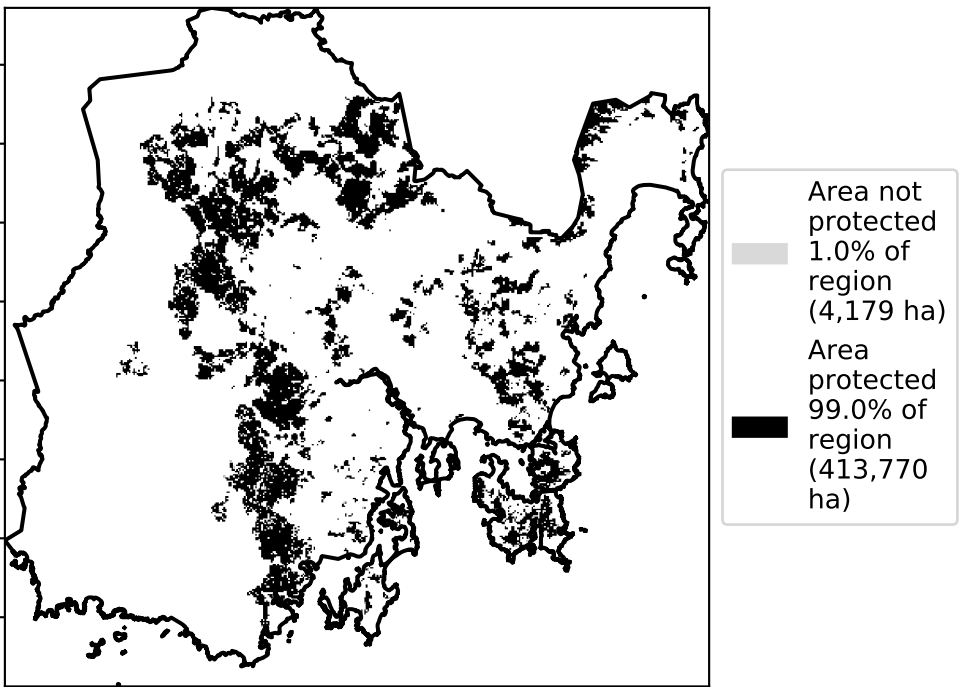 Area not
protected
1.0% of
region
(4,179 ha)
Area
protected
99.0% of
region
(413,770
ha)